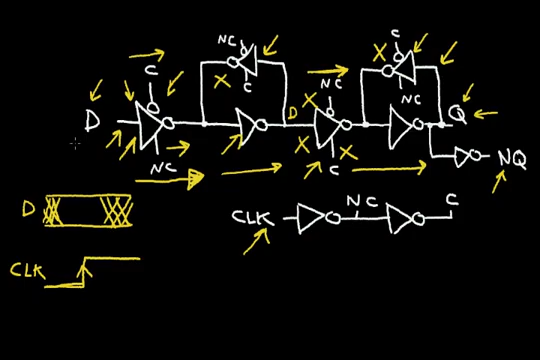 NC C
X X
C NC D X NC
D Q
X X
NC C NQ
D CLK NC C
CLK